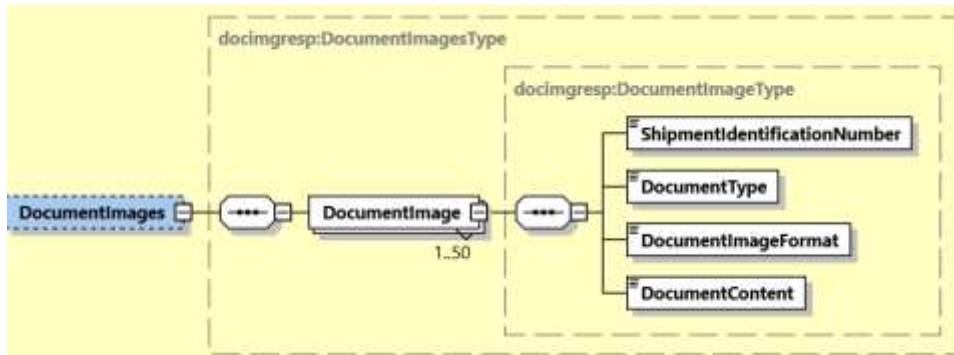 docimgresp:DocumentImagesType
docimgresp:DocumentImageType
ShipmentIdentificationNumber
DocumentType
DocumentImages
DocumentImage
1..50
DocumentImageFormat
DocumentContent